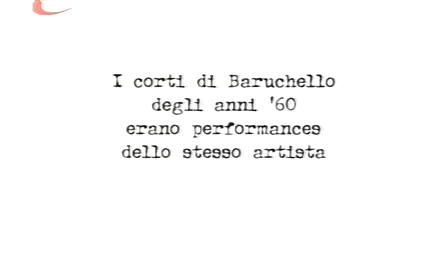 I corti di Baruchello
degli anni '60
erano performances
dello stesso artista